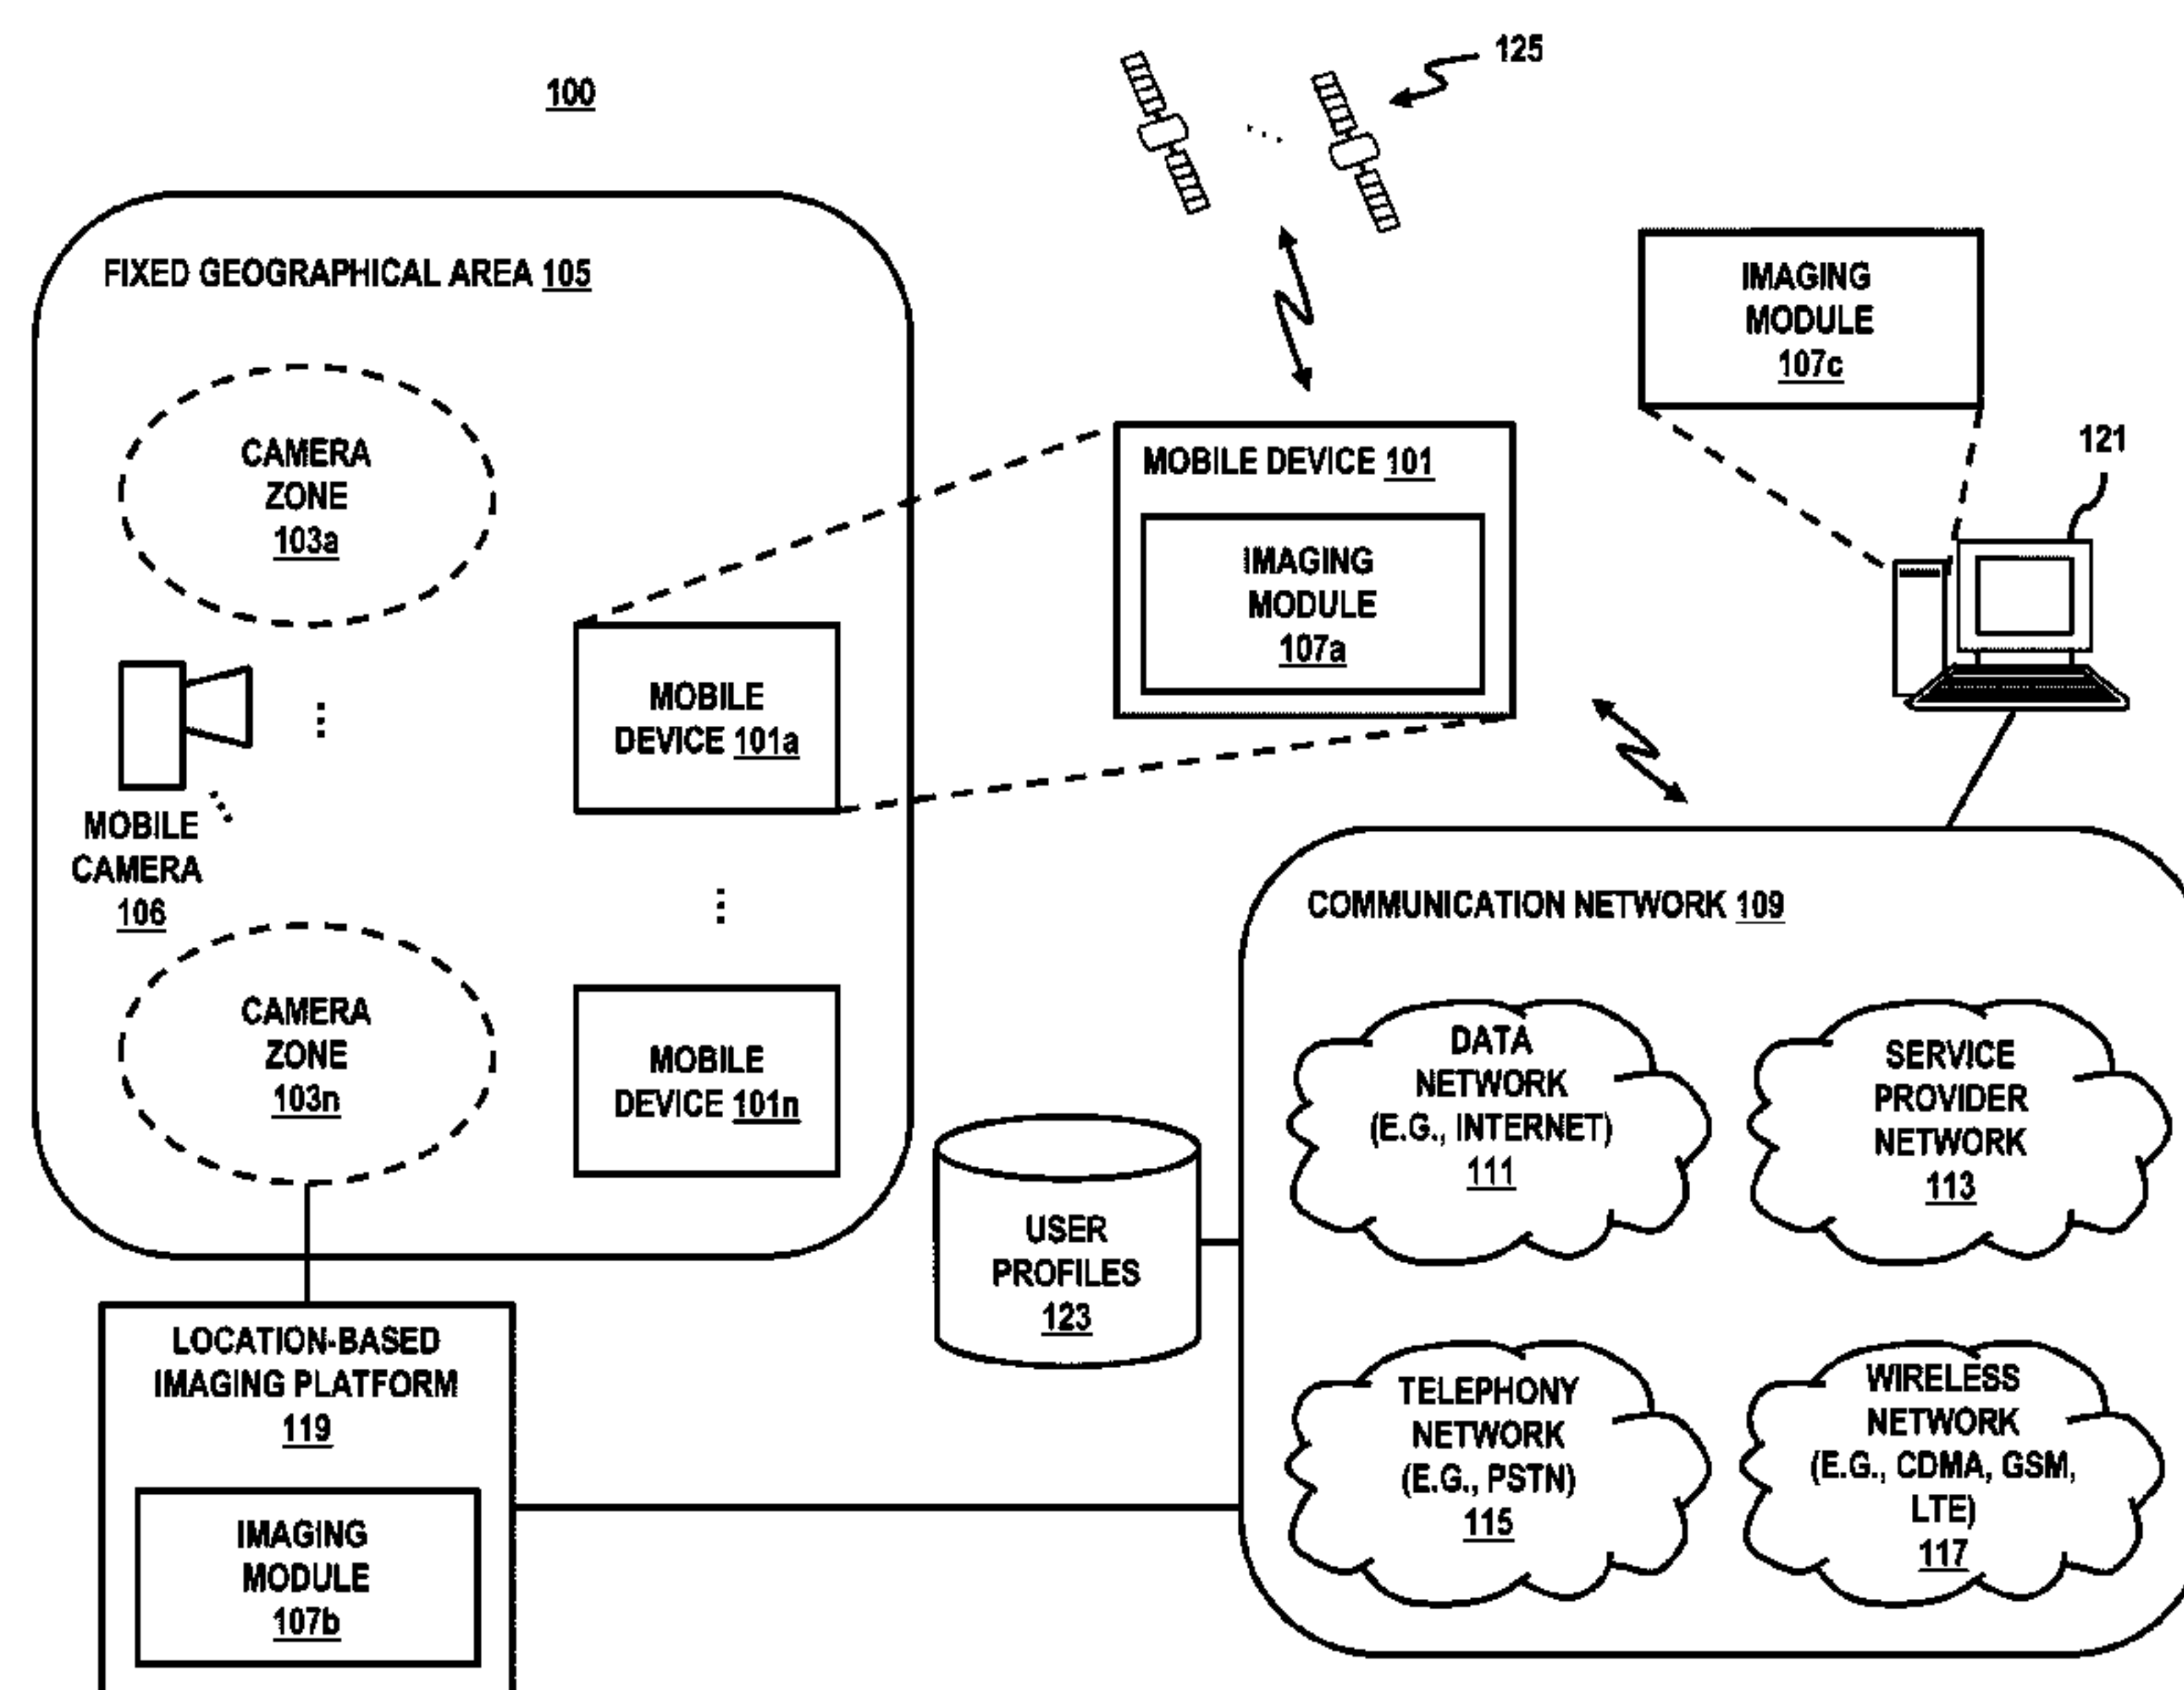 100
125
FIXED GEOGRAPHICAL AREA 105
CAMERA
ZONE
103a
MOBILE
CAMERA
106
CAMERA
ZONE
103n
MOBILE
DEVICE 101a
MOBILE
DEVICE 101n
MOBILE DEVICE 101
IMAGING
MODULE
107a
IMAGING
MODULE
107c
121
COMMUNICATION NETWORK 109
DATA
NETWORK
(E.G., INTERNET)
111
SERVICE
PROVIDER
NETWORK
113
TELEPHONY
NETWORK
(E.G., PSTN)
115
WIRELESS
NETWORK
(E.G., CDMA, GSM,
LTE)
117
USER
PROFILES
123
LOCATION-BASED
IMAGING PLATFORM
119
IMAGING
MODULE
107b